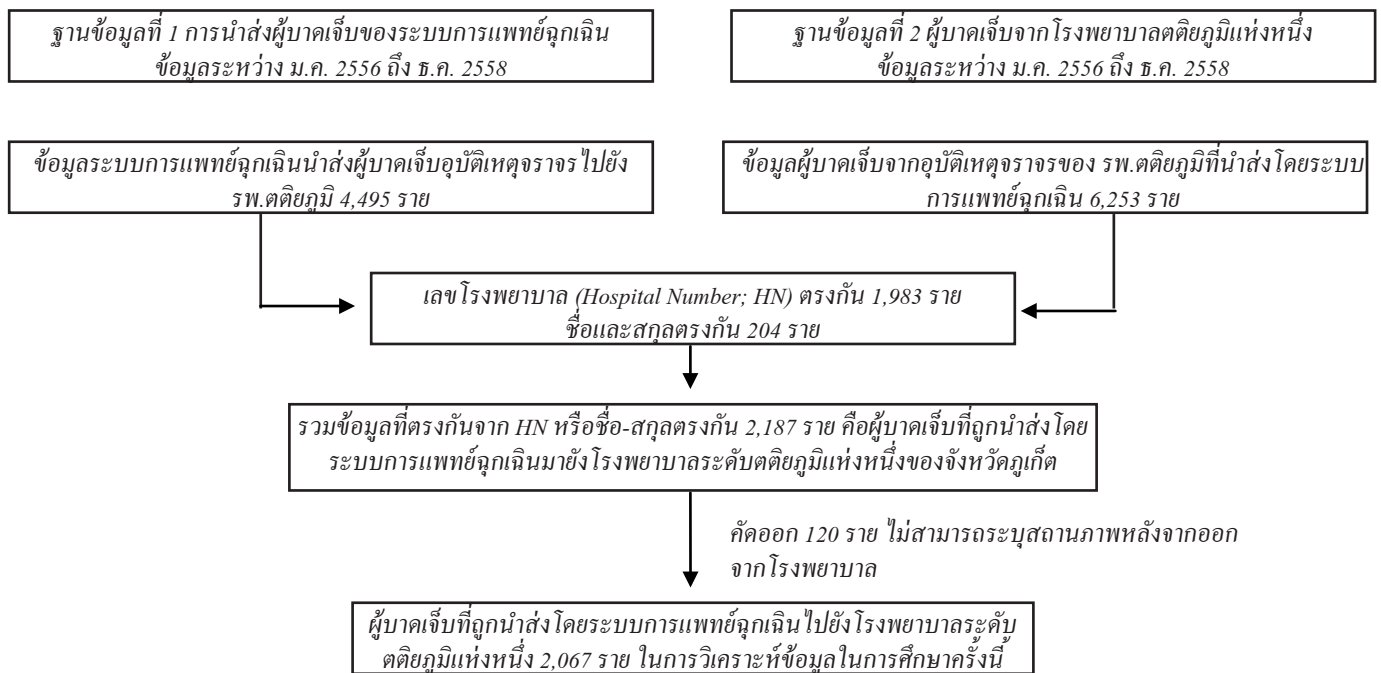 ฐานข้อมูลที่ 1 การนำส่งผู้บาดเจ็บของระบบการแพทย์ฉุกเฉิน
ข้อมูลระหว่าง ม.ค. 2556 ถึง ธ.ค. 2558
ฐานข้อมูลที่ 2 ผู้บาดเจ็บจากโรงพยาบาลตติยภูมิแห่งหนึ่ง
ข้อมูลระหว่าง ม.ค. 2556 ถึง ธ.ค. 2558
ข้อมูลระบบการแพทย์ฉุกเฉินนำส่งผู้บาดเจ็บอุบัติเหตุจราจรไปยัง
รพ.ตติยภูมิ 4,495 ราย
ข้อมูลผู้บาดเจ็บจากอุบัติเหตุจราจรของ รพ.ตติยภูมิที่นำส่งโดยระบบ
การแพทย์ฉุกเฉิน 6,253 ราย
เลขโรงพยาบาล (Hospital Number; HN) ตรงกัน 1,983 ราย
ชื่อและสกุลตรงกัน 204 ราย
รวมข้อมูลที่ตรงกันจาก HN หรือชื่อ-สกุลตรงกัน 2,187 ราย คือผู้บาดเจ็บที่ถูกนำส่งโดย
ระบบการแพทย์ฉุกเฉินมายังโรงพยาบาลระดับตติยภูมิแห่งหนึ่งของจังหวัดภูเก็ต
คัดออก 120 ราย ไม่สามารถระบุสถานภาพหลังจากออก
จากโรงพยาบาล
ผู้บาดเจ็บที่ถูกนำส่งโดยระบบการแพทย์ฉุกเฉินไปยังโรงพยาบาลระดับ
ตติยภูมิแห่งหนึ่ง 2,067 ราย ในการวิเคราะห์ข้อมูลในการศึกษาครั้งนี้